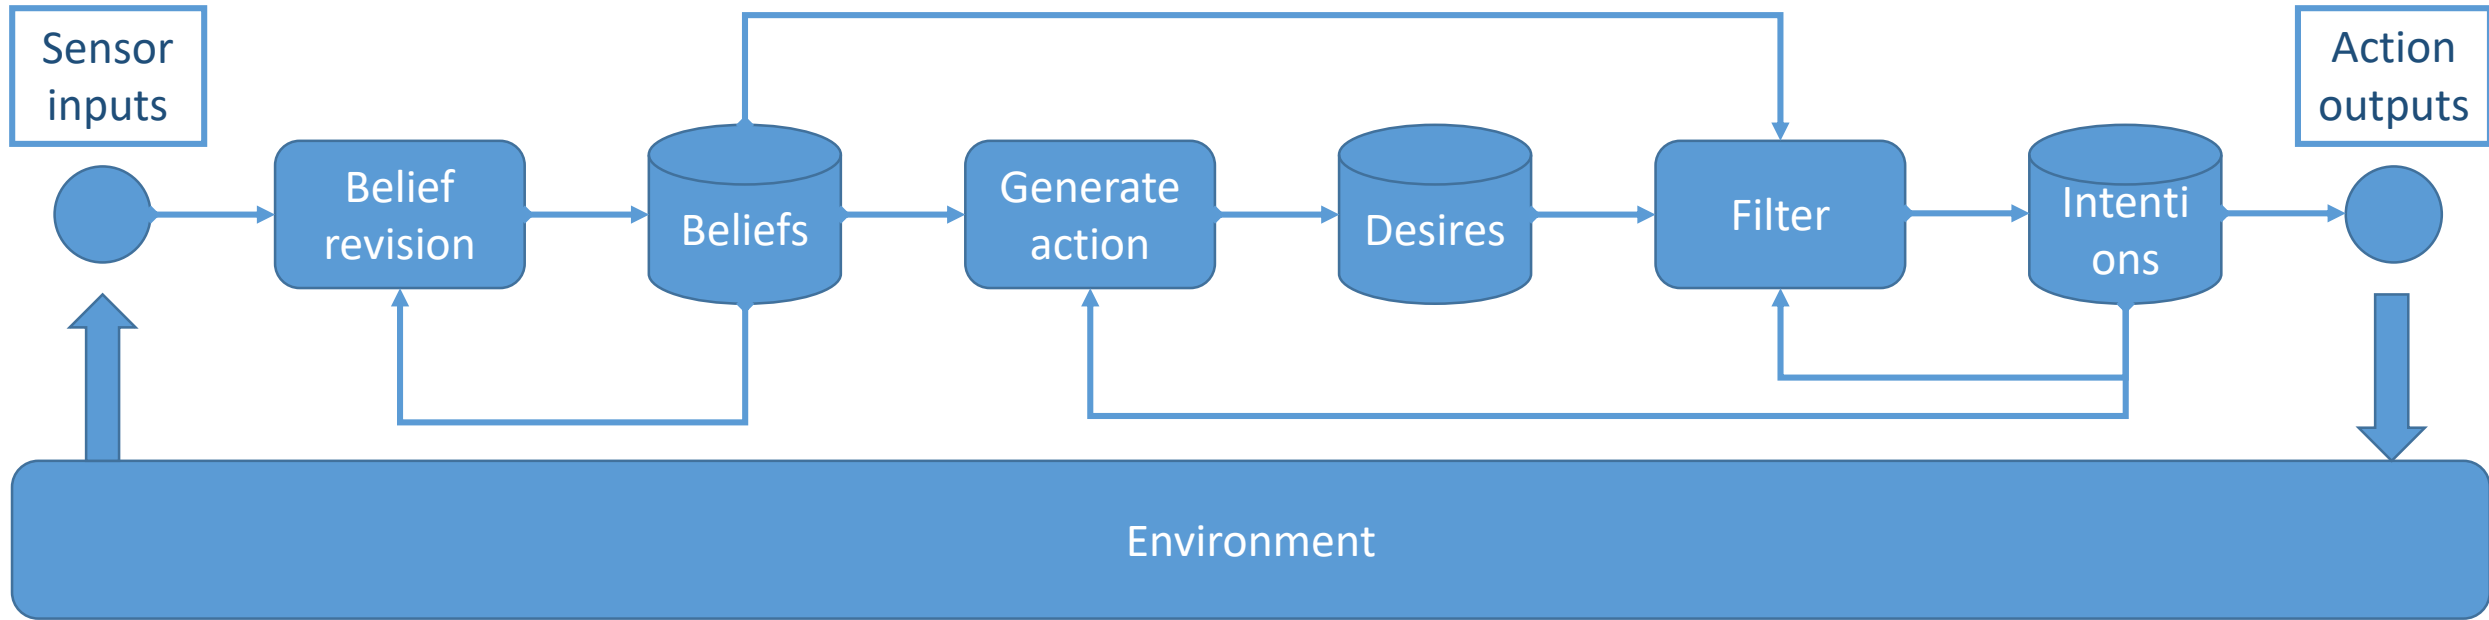 Sensor
inputs
Belief
revision
Beliefs
Generate
action
Desires
Filter
Intenti
ons
Action
outputs
Environment